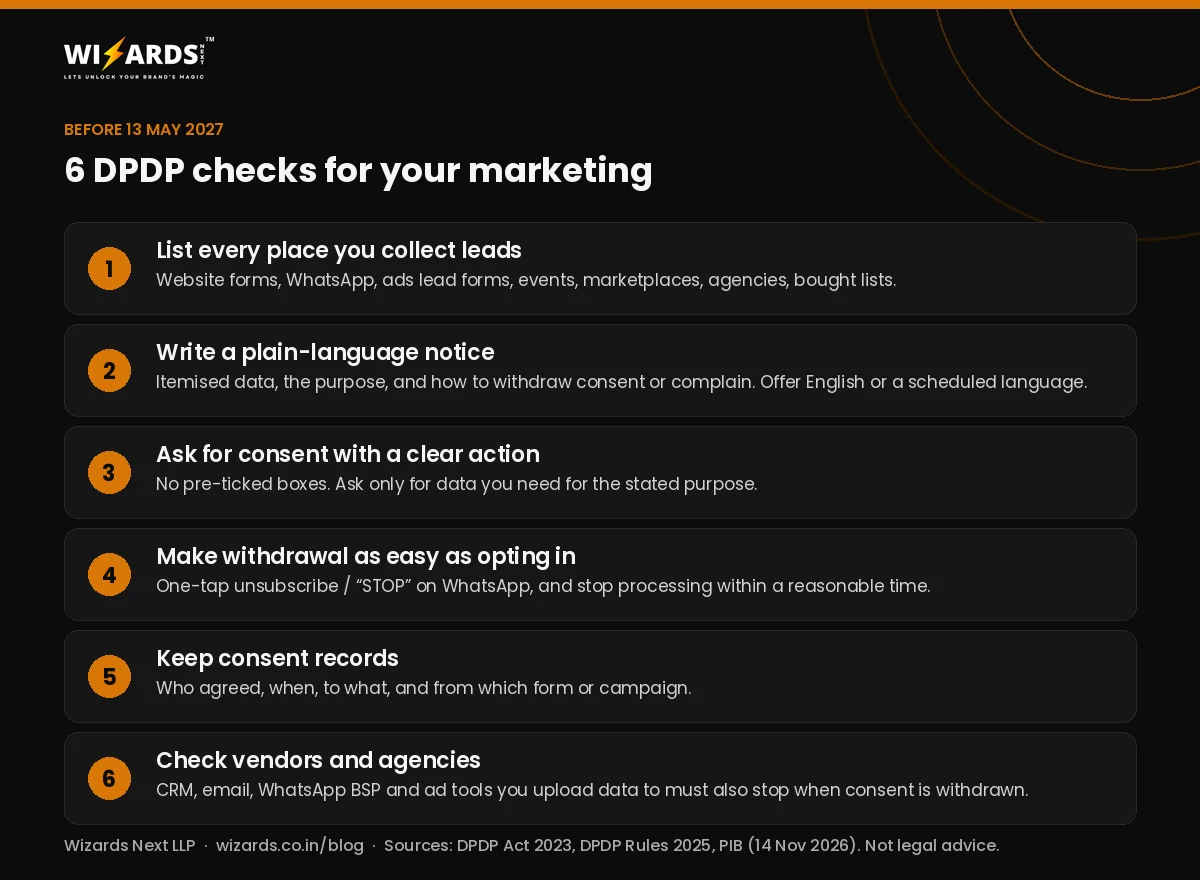 WIZARDS NEXT ™
LETS UNLOCK YOUR BRAND'S MAGIC
BEFORE 13 MAY 2027
6 DPDP checks for your marketing
1
List every place you collect leads
Website forms, WhatsApp, ads lead forms, events, marketplaces, agencies, bought lists.
2
Write a plain-language notice
Itemised data, the purpose, and how to withdraw consent or complain. Offer English or a scheduled language.
3
Ask for consent with a clear action
No pre-ticked boxes. Ask only for data you need for the stated purpose.
4
Make withdrawal as easy as opting in
One-tap unsubscribe / “STOP” on WhatsApp, and stop processing within a reasonable time.
5
Keep consent records
Who agreed, when, to what, and from which form or campaign.
6
Check vendors and agencies
CRM, email, WhatsApp BSP and ad tools you upload data to must also stop when consent is withdrawn.
Wizards Next LLP · wizards.co.in/blog · Sources: DPDP Act 2023, DPDP Rules 2025, PIB (14 Nov 2026). Not legal advice.